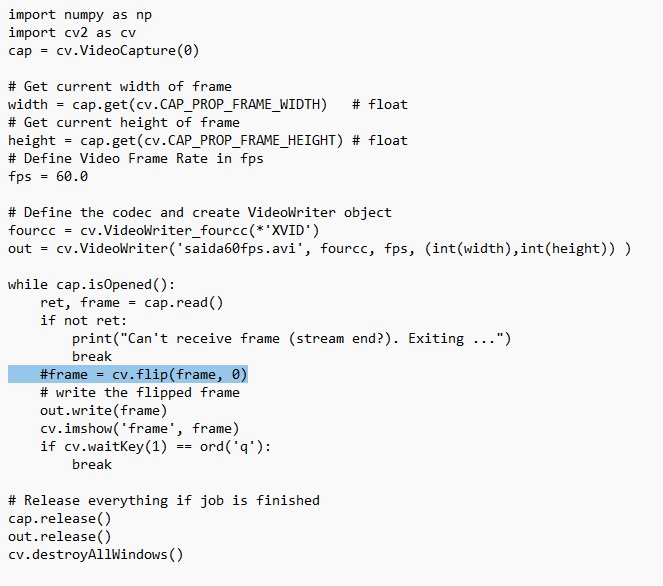 import numpy as np
import cv2 as cv
cap = cv.VideoCapture(0)

# Get current width of frame
width = cap.get(cv.CAP_PROP_FRAME_WIDTH)   # float
# Get current height of frame
height = cap.get(cv.CAP_PROP_FRAME_HEIGHT) # float
# Define Video Frame Rate in fps
fps = 60.0

# Define the codec and create VideoWriter object
fourcc = cv.VideoWriter_fourcc(*'XVID')
out = cv.VideoWriter('saida60fps.avi', fourcc, fps, (int(width),int(height)) )

while cap.isOpened():
    ret, frame = cap.read()
    if not ret:
        print("Can't receive frame (stream end?). Exiting ...")
        break
    #frame = cv.flip(frame, 0)
    # write the flipped frame
    out.write(frame)
    cv.imshow('frame', frame)
    if cv.waitKey(1) == ord('q'):
        break

# Release everything if job is finished
cap.release()
out.release()
cv.destroyAllWindows()